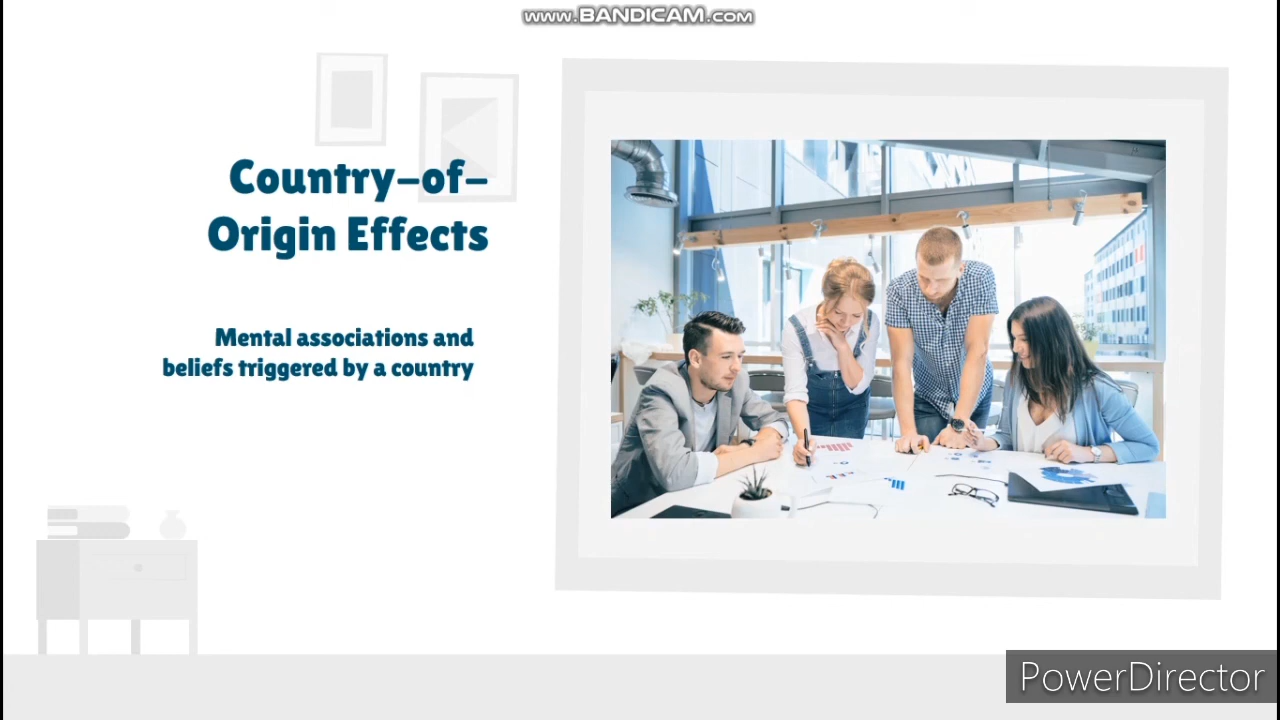 WWW.BANDICAM.COM
Country-of-
Origin Effects
Mental associations and
beliefs triggered by a country
PowerDirector